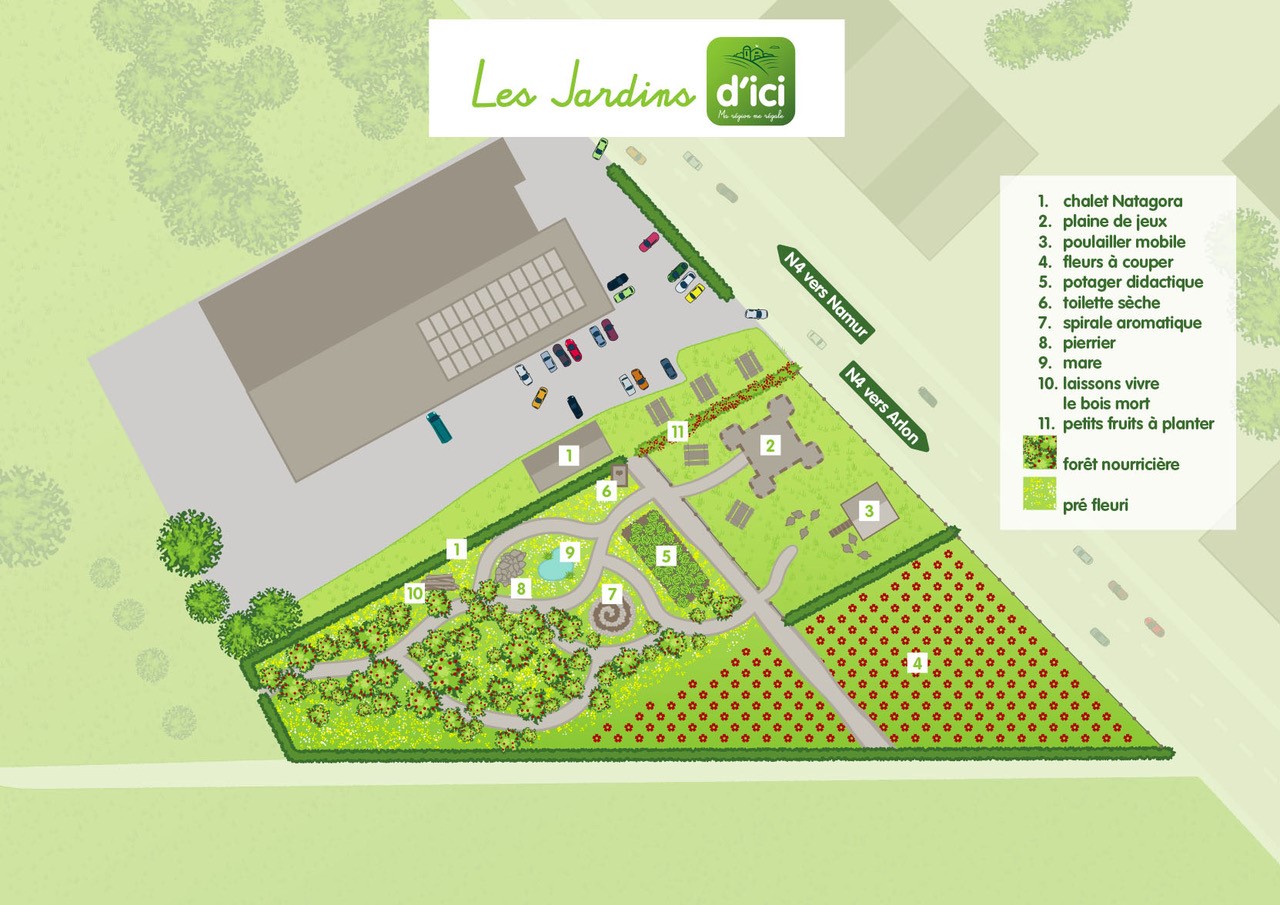 Les Jardins
d'ici
Ma région me régale
1. chalet Natagora
2. plaine de jeux
3. poulailler mobile
4. fleurs à couper
5. potager didactique
6. toilette sèche
7. spirale aromatique
8. pierrier
9. mare
10. laissons vivre
le bois mort
11. petits fruits à planter
forêt nourricière
pré fleuri
N4 vers Namur
N4 vers Arlon
11
2
1
6
3
1
9
5
8
10
7
4